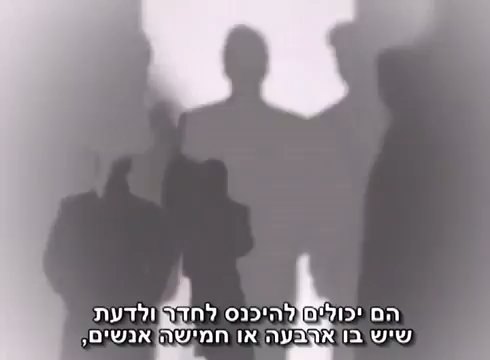 הם יכולים להיכנס לחדר ולדעת
שיש בו ארבעה או חמישה אנשים,